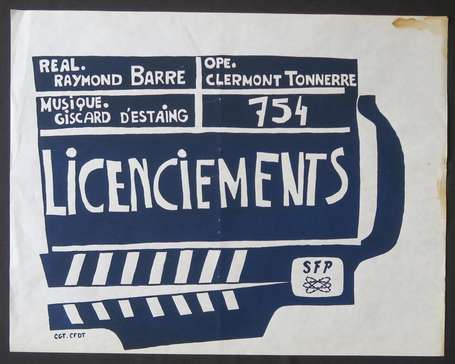 REAL.
RAYMOND BARRE
OPE.
CLERMONT TONNERRE
MUSIQUE.
GISCARD D'ESTAING
754
LICENCIEMENTS
SFP
CGT. CFDT